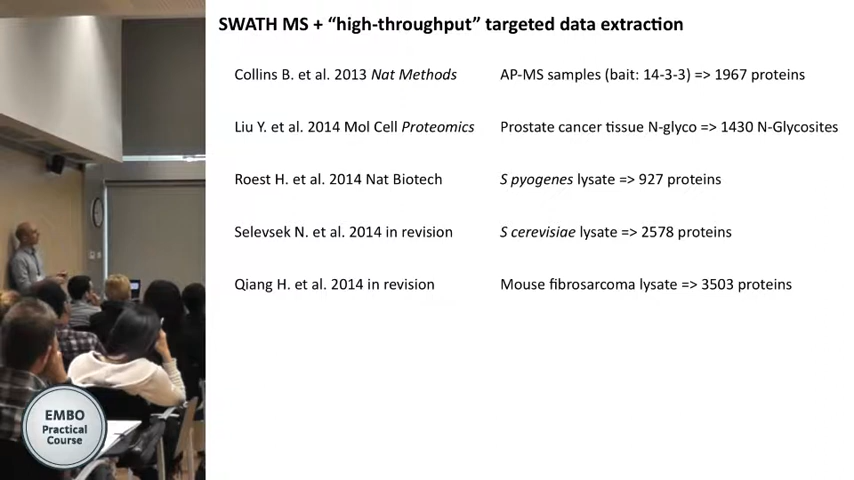 SWATH MS + “high-throughput” targeted data extraction
Collins B. et al. 2013 Nat Methods AP-MS samples (bait: 14-3-3) => 1967 proteins
Liu Y. et al. 2014 Mol Cell Proteomics Prostate cancer tissue N-glyco => 1430 N-Glycosites
Roest H. et al. 2014 Nat Biotech S pyogenes lysate => 927 proteins
Selevsek N. et al. 2014 in revision S cerevisiae lysate => 2578 proteins
Qiang H. et al. 2014 in revision Mouse fibrosarcoma lysate => 3503 proteins
EMBO
Practical
Course